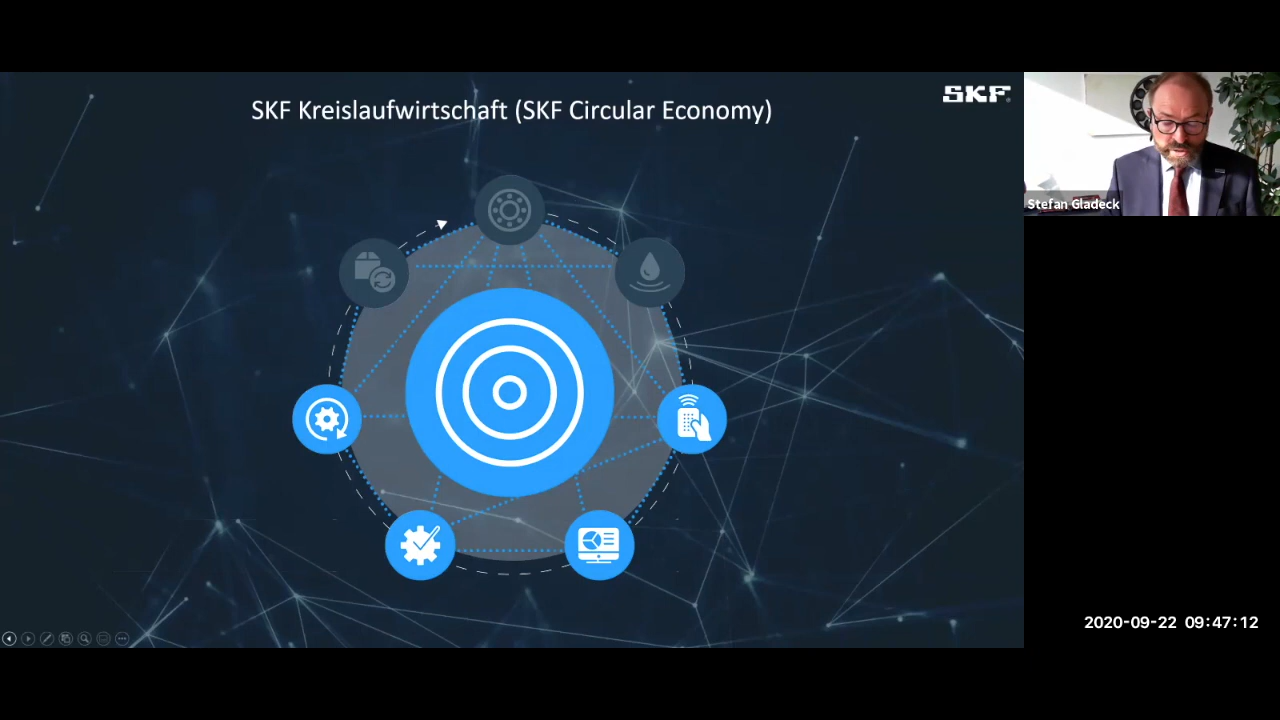 SKF Kreislaufwirtschaft (SKF Circular Economy)
SKF
Stefan Gladeck
2020-09-22 09:47:12